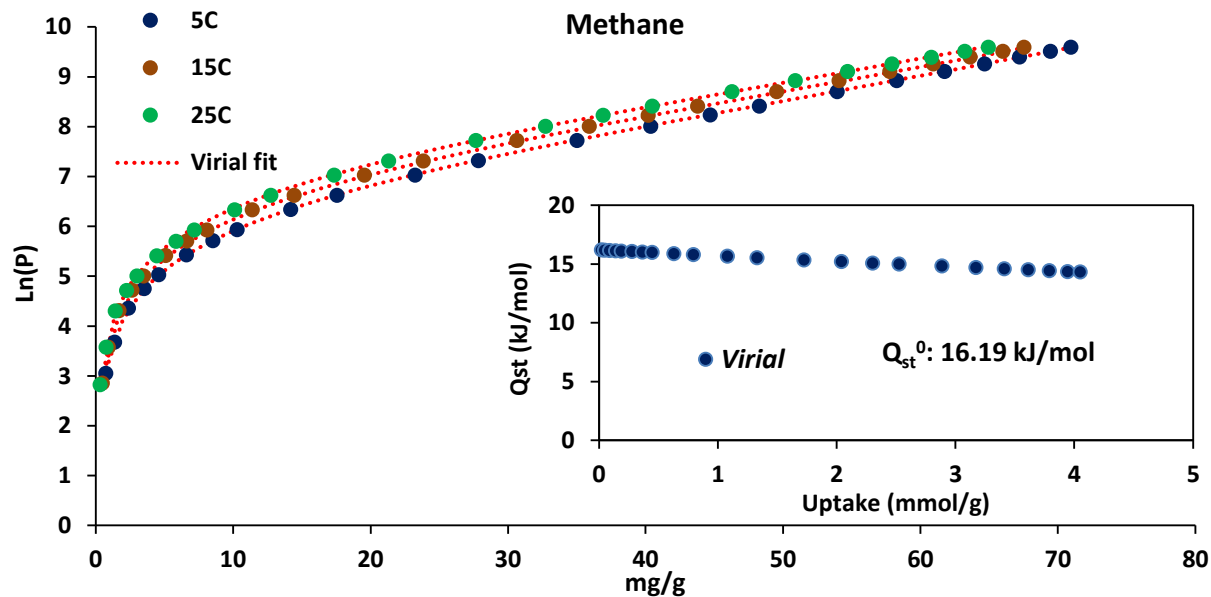 Methane
5C
15C
25C
Virial fit
Ln(P)
10
9
8
7
6
5
4
3
2
1
0
0 10 20 30 40 50 60 70 80
mg/g
Qst (kJ/mol)
20
15
10
5
0
0 1 2 3 4 5
Uptake (mmol/g)
Virial
Qst⁰: 16.19 kJ/mol